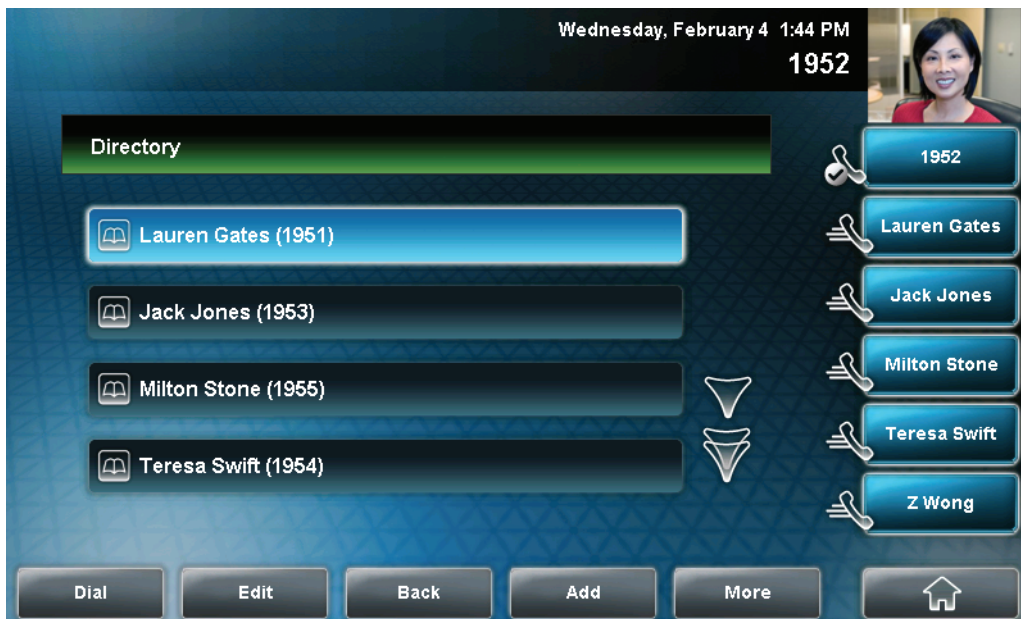 Wednesday, February 4 1:44 PM
1952
Directory
Lauren Gates (1951)
Jack Jones (1953)
Milton Stone (1955)
Teresa Swift (1954)
1952
Lauren Gates
Jack Jones
Milton Stone
Teresa Swift
Z Wong
Dial
Edit
Back
Add
More